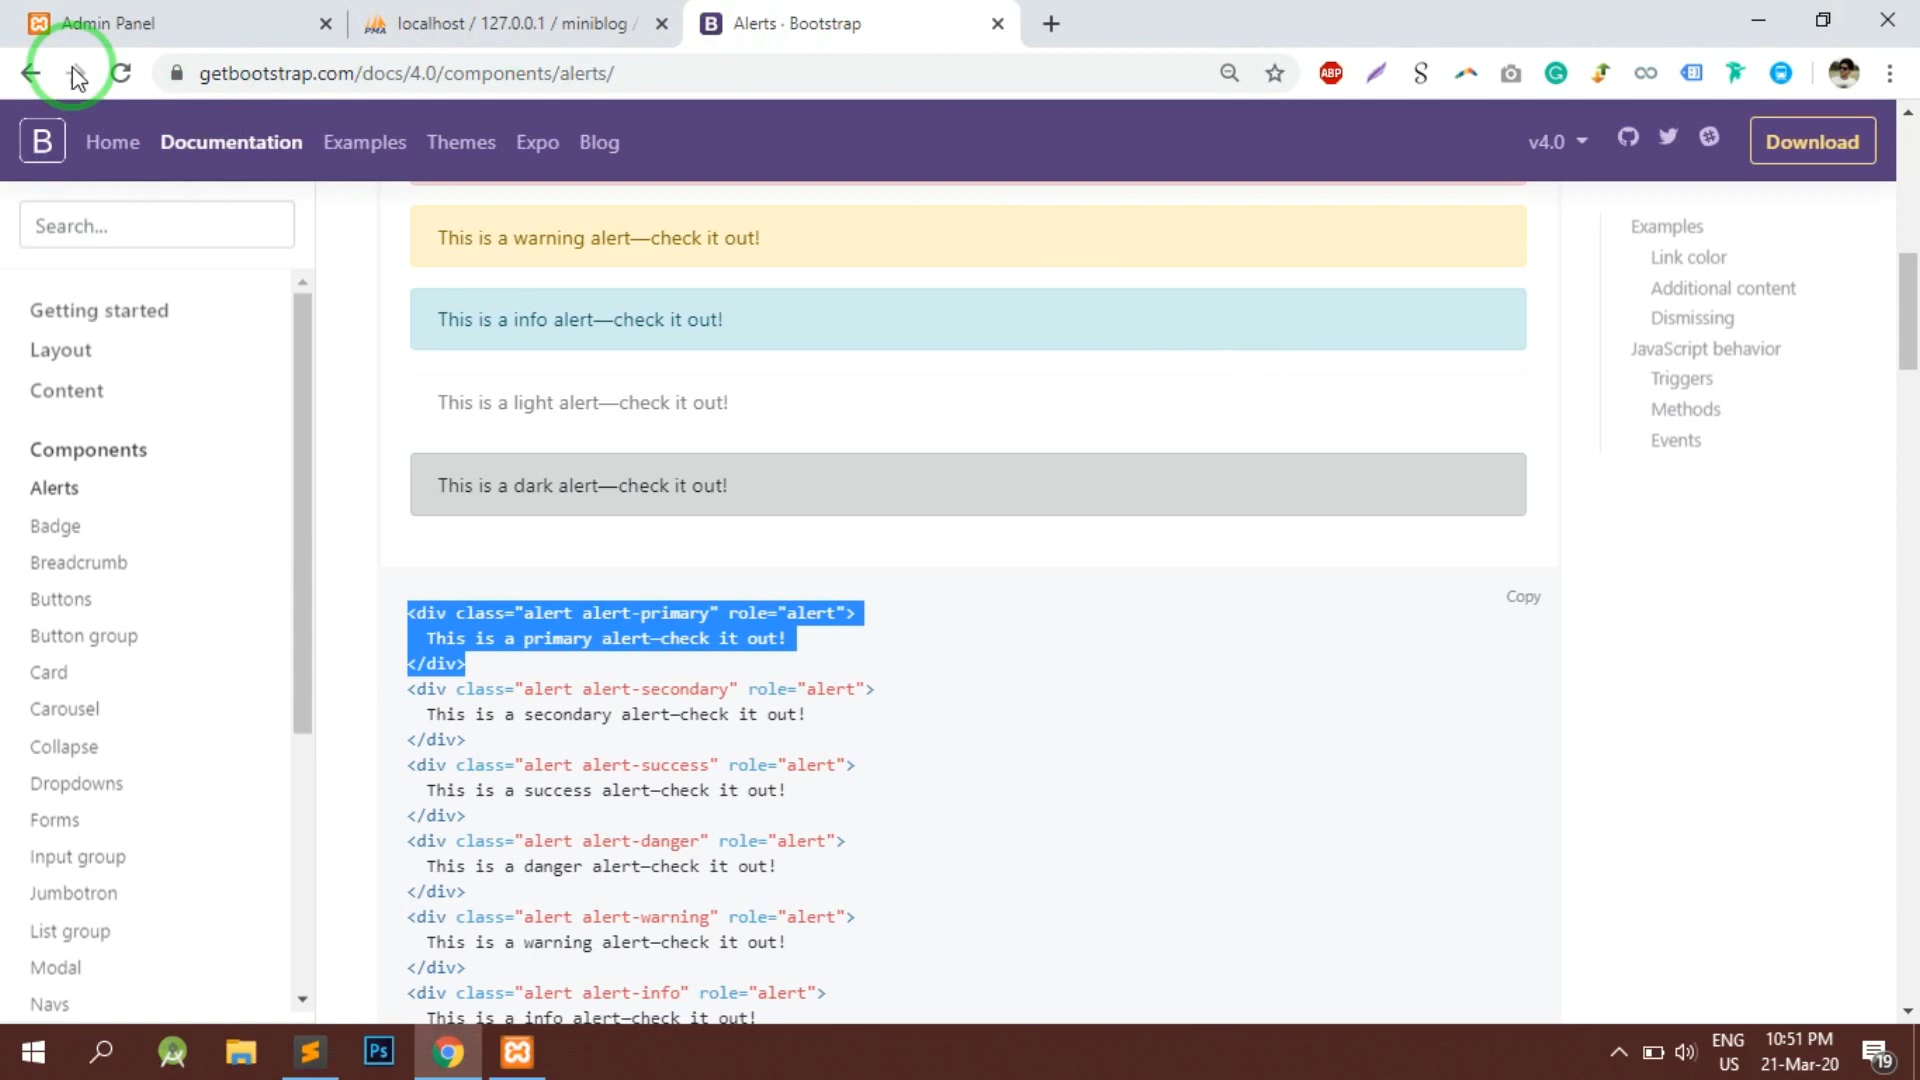 Admin Panel
localhost / 127.0.0.1 / miniblog /
Alerts · Bootstrap
getbootstrap.com/docs/4.0/components/alerts/
ABP
B
Home
Documentation
Examples
Themes
Expo
Blog
v4.0
Download
Search...
Getting started
Layout
Content
Components
Alerts
Badge
Breadcrumb
Buttons
Button group
Card
Carousel
Collapse
Dropdowns
Forms
Input group
Jumbotron
List group
Modal
Navs
This is a warning alert—check it out!
This is a info alert—check it out!
This is a light alert—check it out!
This is a dark alert—check it out!
Copy
<div class="alert alert-primary" role="alert">
This is a primary alert—check it out!
</div>
<div class="alert alert-secondary" role="alert">
This is a secondary alert—check it out!
</div>
<div class="alert alert-success" role="alert">
This is a success alert—check it out!
</div>
<div class="alert alert-danger" role="alert">
This is a danger alert—check it out!
</div>
<div class="alert alert-warning" role="alert">
This is a warning alert—check it out!
</div>
<div class="alert alert-info" role="alert">
This is a info alert—check it out!
Examples
Link color
Additional content
Dismissing
JavaScript behavior
Triggers
Methods
Events
Ps
ENG
US
10:51 PM
21-Mar-20
19